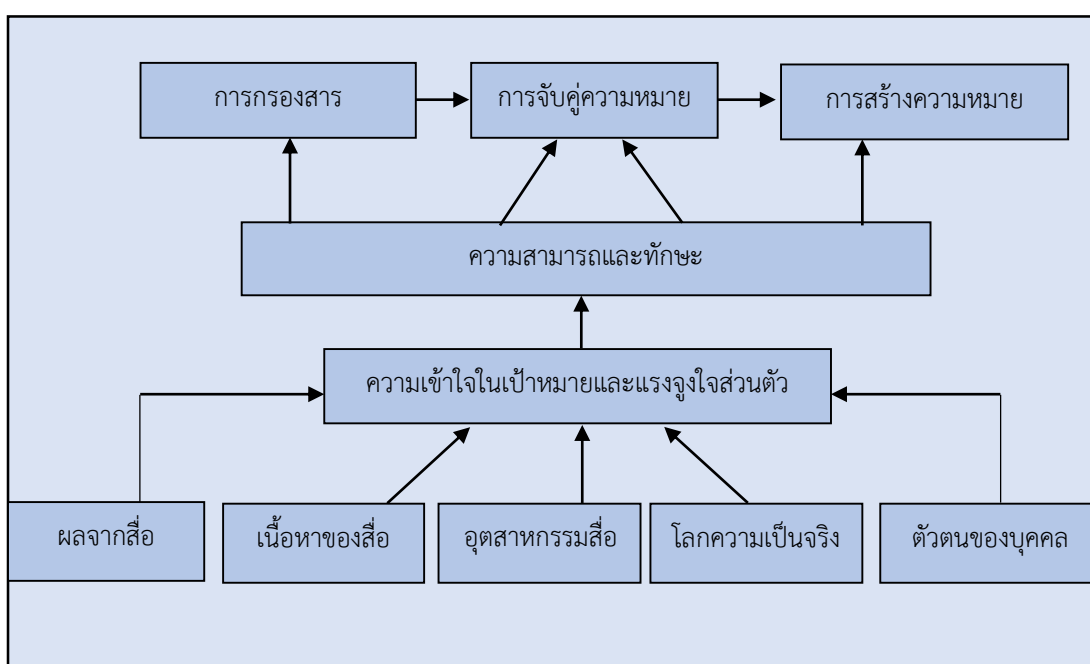 การกรองสาร
การจับคู่ความหมาย
การสร้างความหมาย
ความสามารถและทักษะ
ความเข้าใจในเป้าหมายและแรงจูงใจส่วนตัว
ผลจากสื่อ
เนื้อหาของสื่อ
อุตสาหกรรมสื่อ
โลกความเป็นจริง
ตัวตนของบุคคล